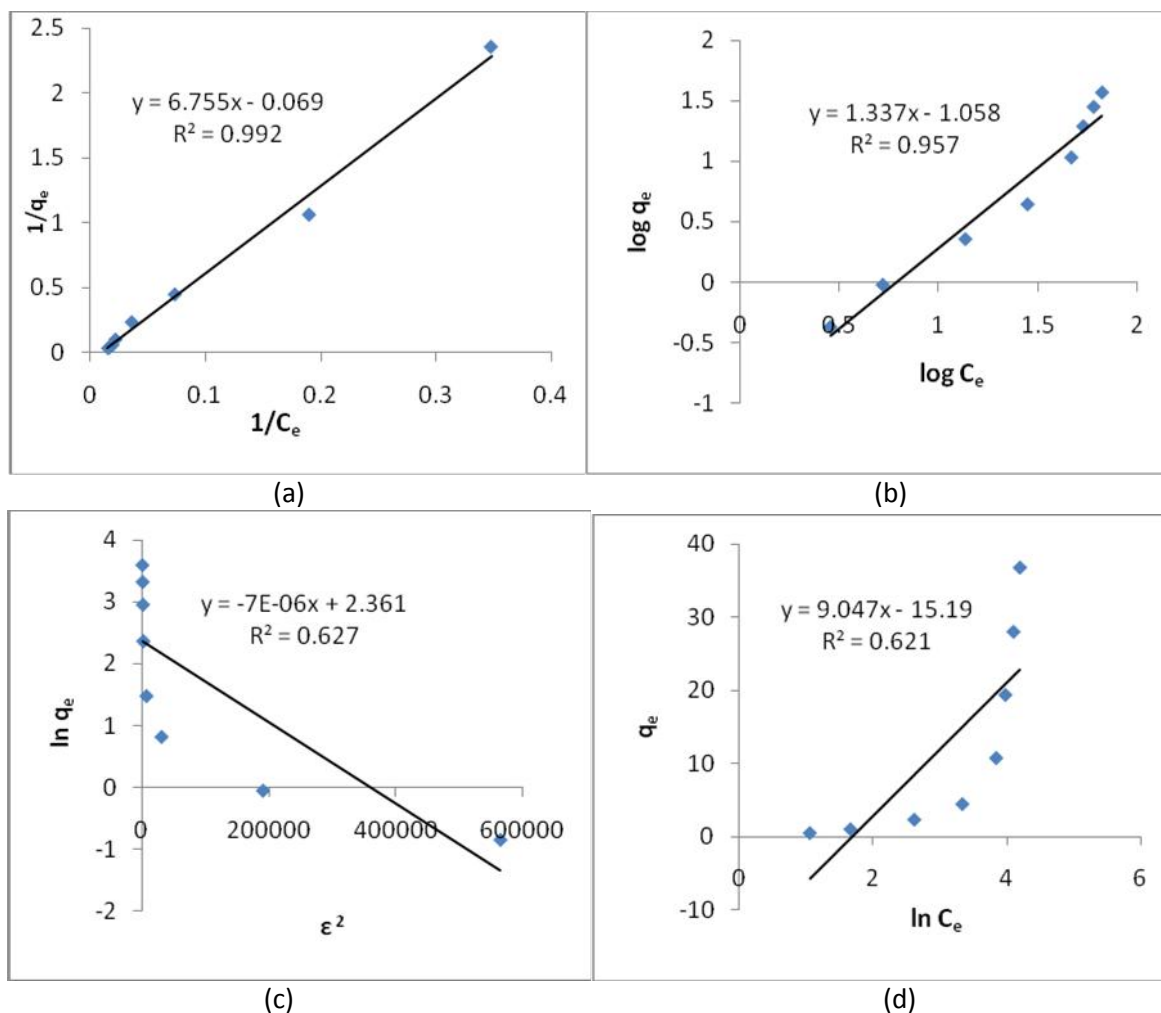 2.5
2
1.5
1
0.5
0
1/qₑ
y = 6.755x - 0.069
R² = 0.992
0 0.1 0.2 0.3 0.4
1/Cₑ
(a)
2
1.5
1
0.5
0
-0.5
-1
log qₑ
y = 1.337x - 1.058
R² = 0.957
0 0.5 1 1.5 2
log Cₑ
(b)
4
3
2
1
0
-1
-2
ln qₑ
y = -7E-06x + 2.361
R² = 0.627
0 200000 400000 600000
ε²
(c)
40
30
20
10
0
-10
qₑ
y = 9.047x - 15.19
R² = 0.621
0 2 4 6
ln Cₑ
(d)